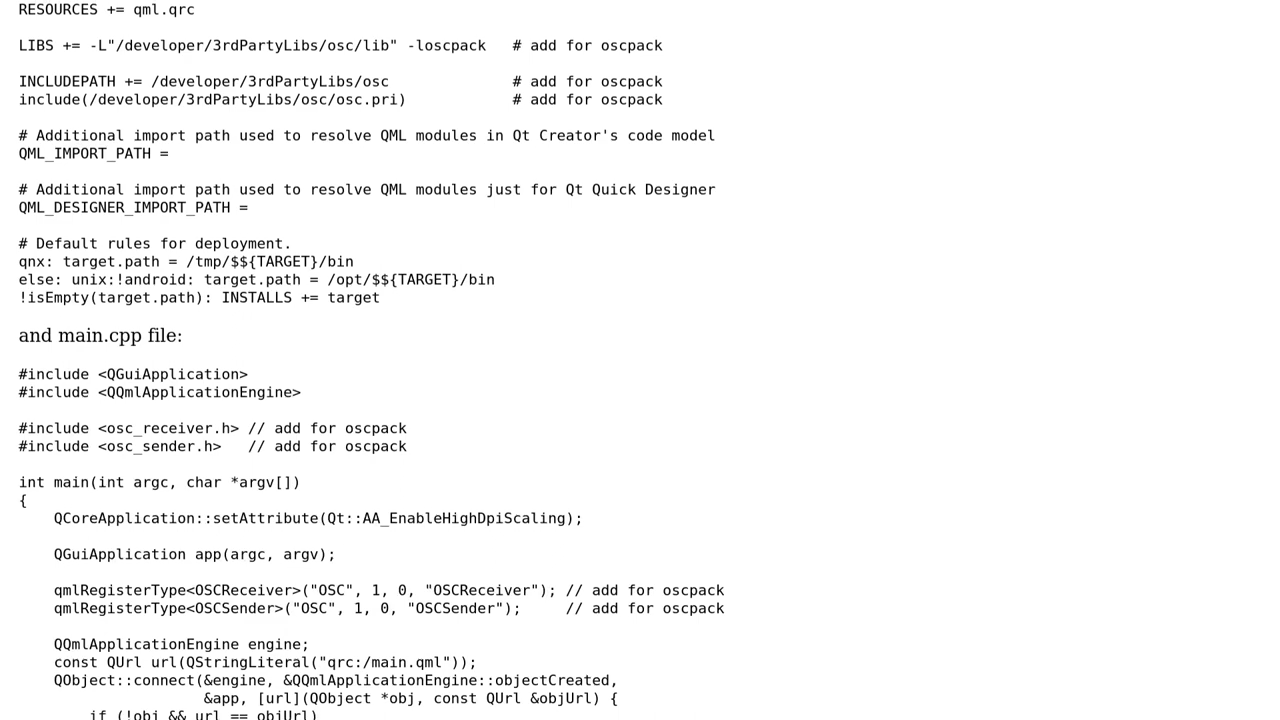 RESOURCES += qml.qrc
LIBS += -L"/developer/3rdPartyLibs/osc/lib" -loscpack   # add for oscpack
INCLUDEPATH += /developer/3rdPartyLibs/osc              # add for oscpack
include(/developer/3rdPartyLibs/osc/osc.pri)            # add for oscpack
# Additional import path used to resolve QML modules in Qt Creator's code model
QML_IMPORT_PATH =
# Additional import path used to resolve QML modules just for Qt Quick Designer
QML_DESIGNER_IMPORT_PATH =
# Default rules for deployment.
qnx: target.path = /tmp/$${TARGET}/bin
else: unix:!android: target.path = /opt/$${TARGET}/bin
!isEmpty(target.path): INSTALLS += target
and main.cpp file:
#include <QGuiApplication>
#include <QQmlApplicationEngine>
#include <osc_receiver.h> // add for oscpack
#include <osc_sender.h>   // add for oscpack
int main(int argc, char *argv[])
{
    QCoreApplication::setAttribute(Qt::AA_EnableHighDpiScaling);
    QGuiApplication app(argc, argv);
    qmlRegisterType<OSCReceiver>("OSC", 1, 0, "OSCReceiver"); // add for oscpack
    qmlRegisterType<OSCSender>("OSC", 1, 0, "OSCSender");     // add for oscpack
    QQmlApplicationEngine engine;
    const QUrl url(QStringLiteral("qrc:/main.qml"));
    QObject::connect(&engine, &QQmlApplicationEngine::objectCreated,
                     &app, [url](QObject *obj, const QUrl &objUrl) {
        if (!obj && url == objUrl)